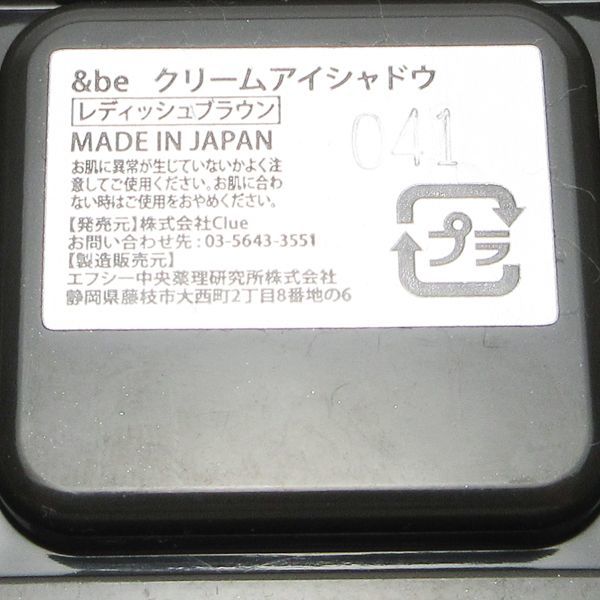 &be クリームアイシャドウ
レディッシュブラウン
MADE IN JAPAN
041
お肌に異常が生じていないかよく注
意してご使用ください。お肌に合わ
ない時はご使用をおやめください。
【発売元】株式会社Clue
お問い合わせ先：03-5643-3551
【製造販売元】
エフシー中央薬理研究所株式会社
静岡県藤枝市大西町2丁目8番地の6
プラ